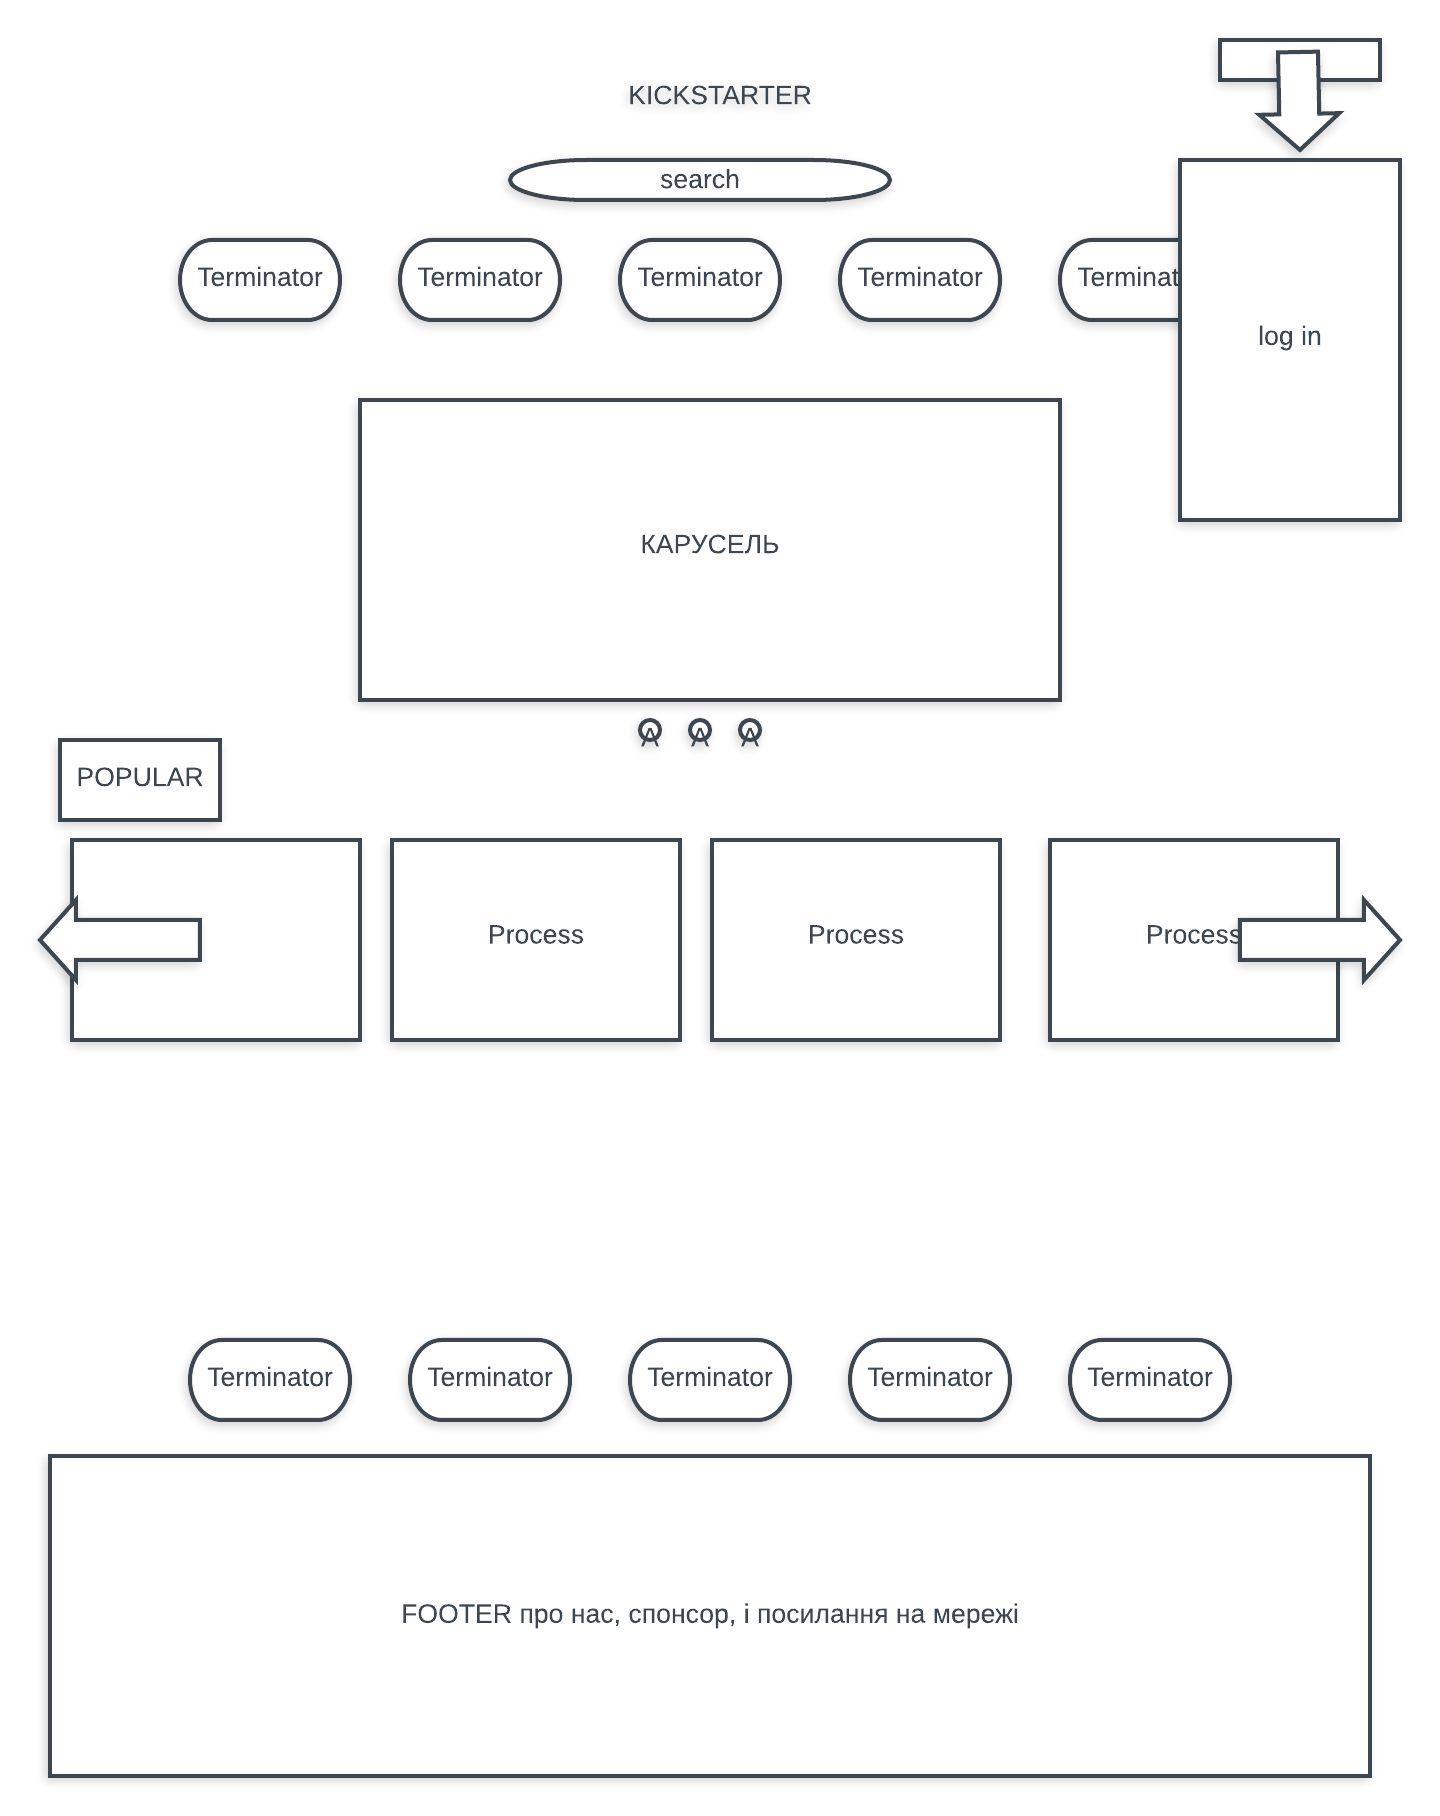 KICKSTARTER
search
Terminator
Terminator
Terminator
Terminator
Terminat
log in
КАРУСЕЛЬ
A
A
A
POPULAR
Process
Process
Process
Terminator
Terminator
Terminator
Terminator
Terminator
FOOTER про нас, спонсор, і посилання на мережі